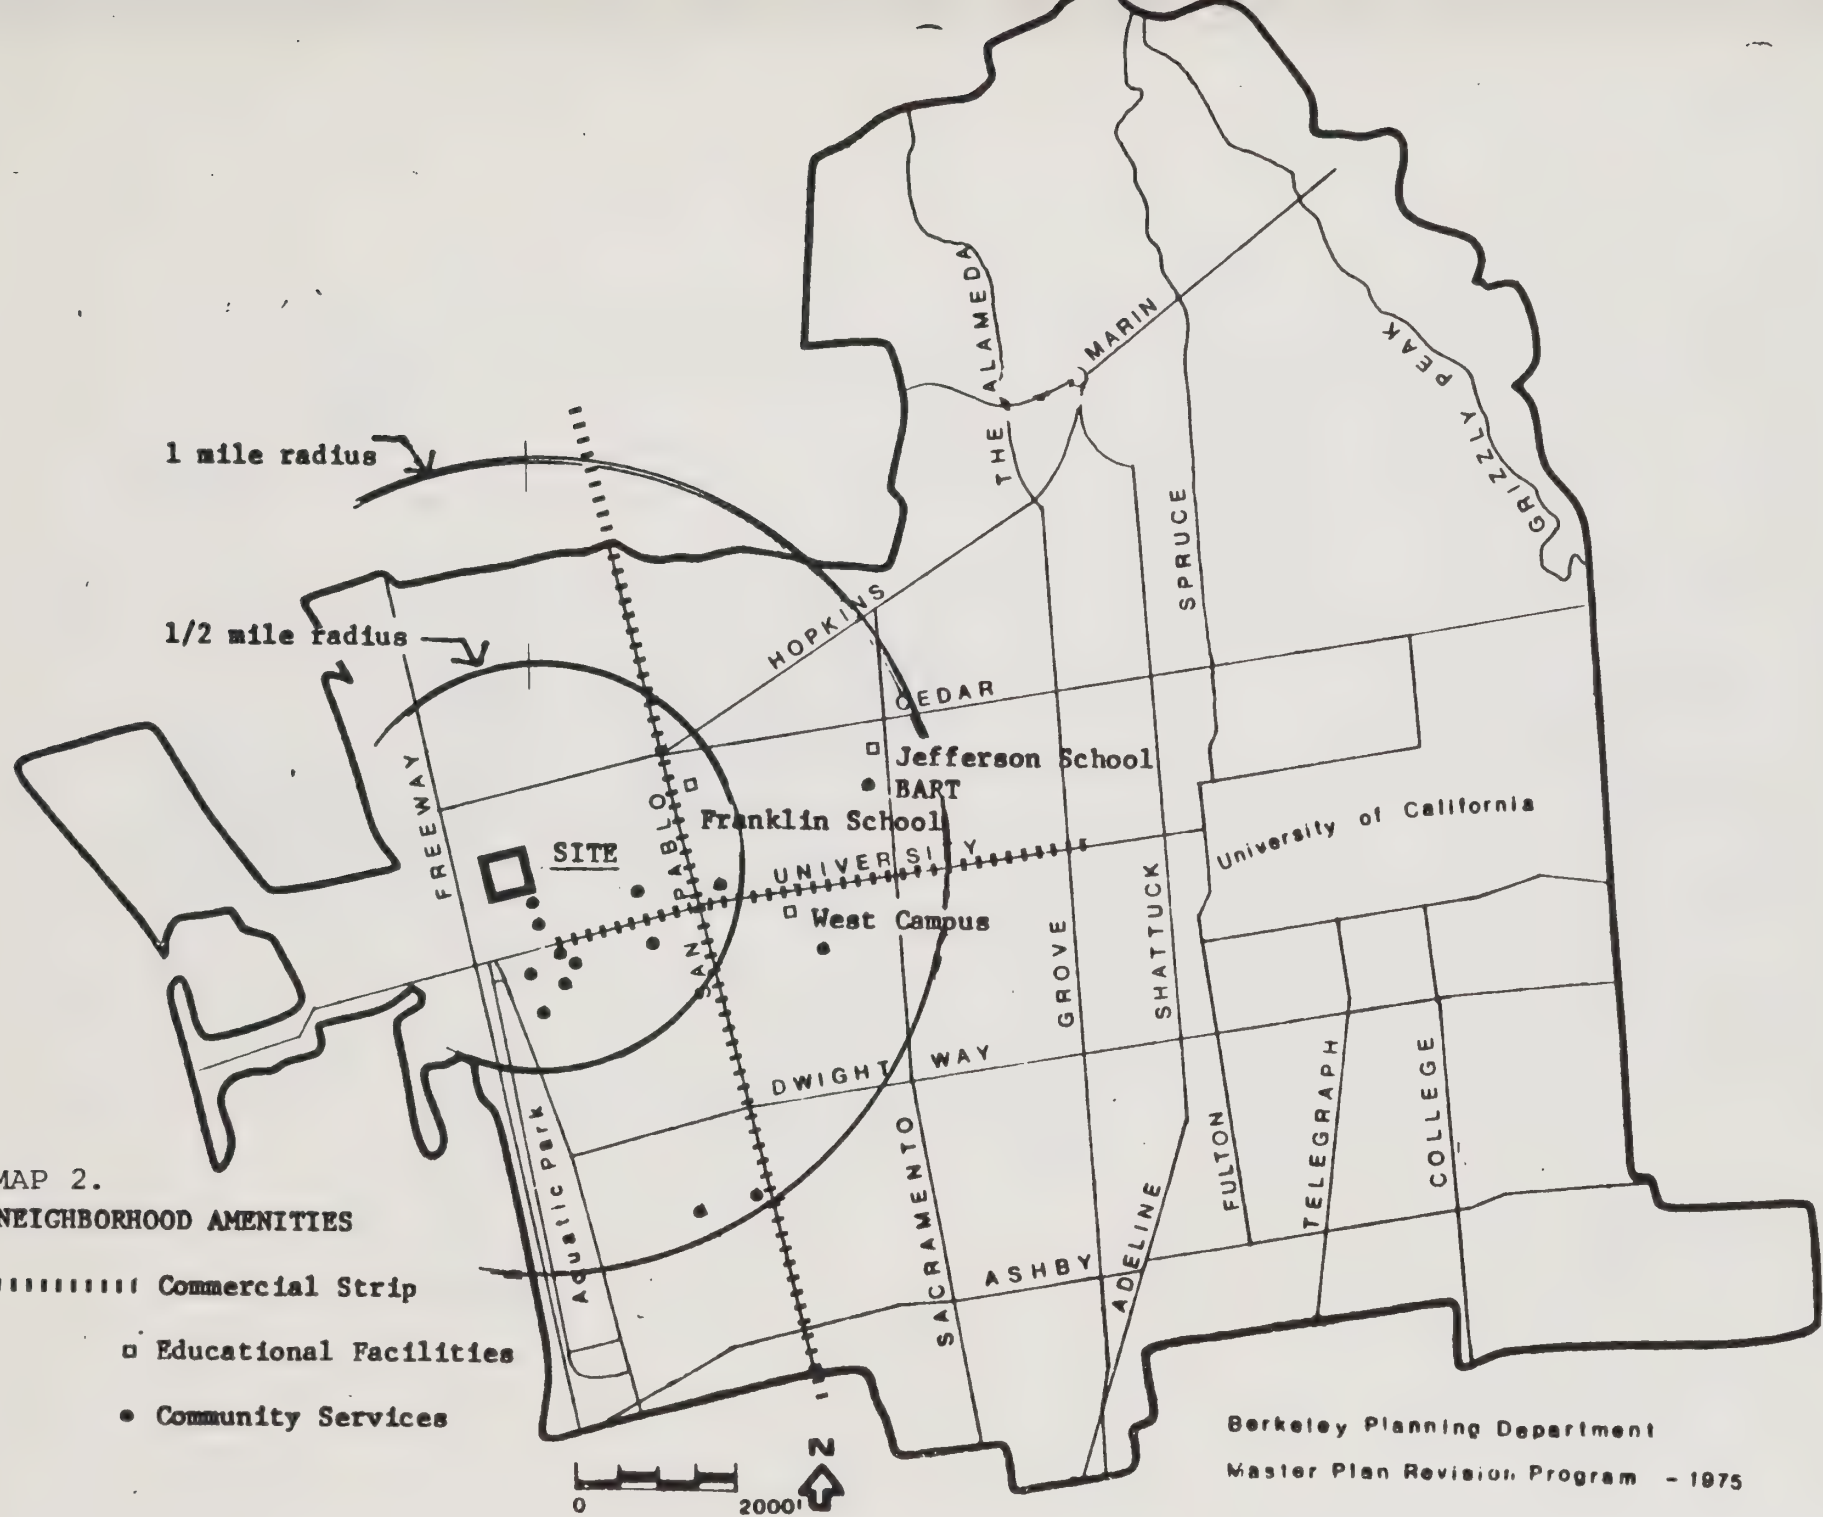 THE ALAMEDA
MARIN
GRIZZLY PEAK
1 mile radius
SPRUCE
1/2 mile radius
HOPKINS
CEDAR
Jefferson School
BART
FREEWAY
SAN PABLO
Franklin School
University of California
SITE
UNIVERSITY
West Campus
GROVE
SHATTUCK
DWIGHT WAY
Aquatic Park
SACRAMENTO
FULTON
TELEGRAPH
COLLEGE
ADELINE
ASHBY
MAP 2.
NEIGHBORHOOD AMENITIES
Commercial Strip
Educational Facilities
Community Services
N
0 2000'
Berkeley Planning Department
Master Plan Revision Program - 1975